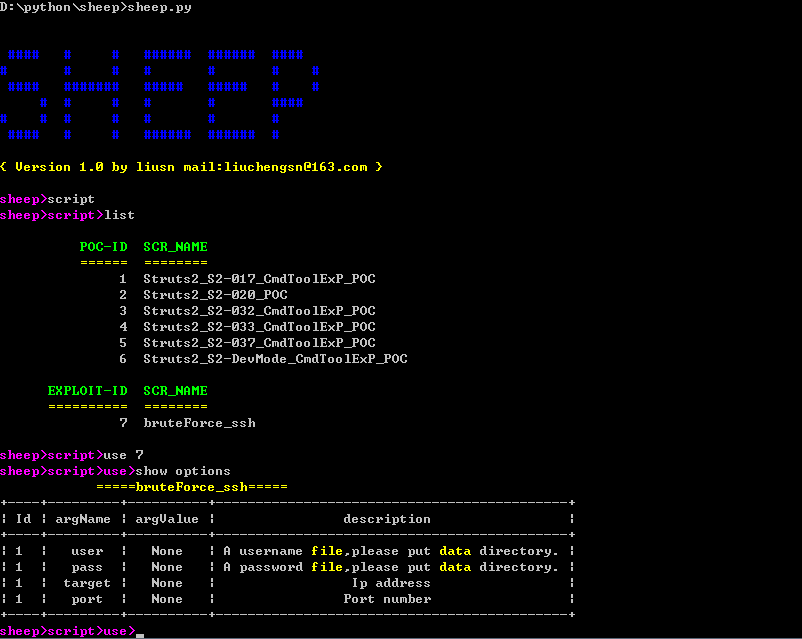 D:\python\sheep>sheep.py
SHEEP
{ Version 1.0 by liusn mail:liuchengsn@163.com }
sheep>script
sheep>script>list
POC-ID  SCR_NAME
======  ========
1  Struts2_S2-017_CmdToolExP_POC
2  Struts2_S2-020_POC
3  Struts2_S2-032_CmdToolExP_POC
4  Struts2_S2-033_CmdToolExP_POC
5  Struts2_S2-037_CmdToolExP_POC
6  Struts2_S2-DevMode_CmdToolExP_POC
EXPLOIT-ID  SCR_NAME
==========  ========
7  bruteForce_ssh
sheep>script>use 7
sheep>script>use>show options
=====bruteForce_ssh=====
+----+---------+----------+--------------------------------------------+
| Id | argName | argValue |                description                 |
+----+---------+----------+--------------------------------------------+
| 1  |   user  |   None   | A username file,please put data directory. |
| 1  |   pass  |   None   | A password file,please put data directory. |
| 1  |  target |   None   |                 Ip address                 |
| 1  |   port  |   None   |                Port number                 |
+----+---------+----------+--------------------------------------------+
sheep>script>use>_